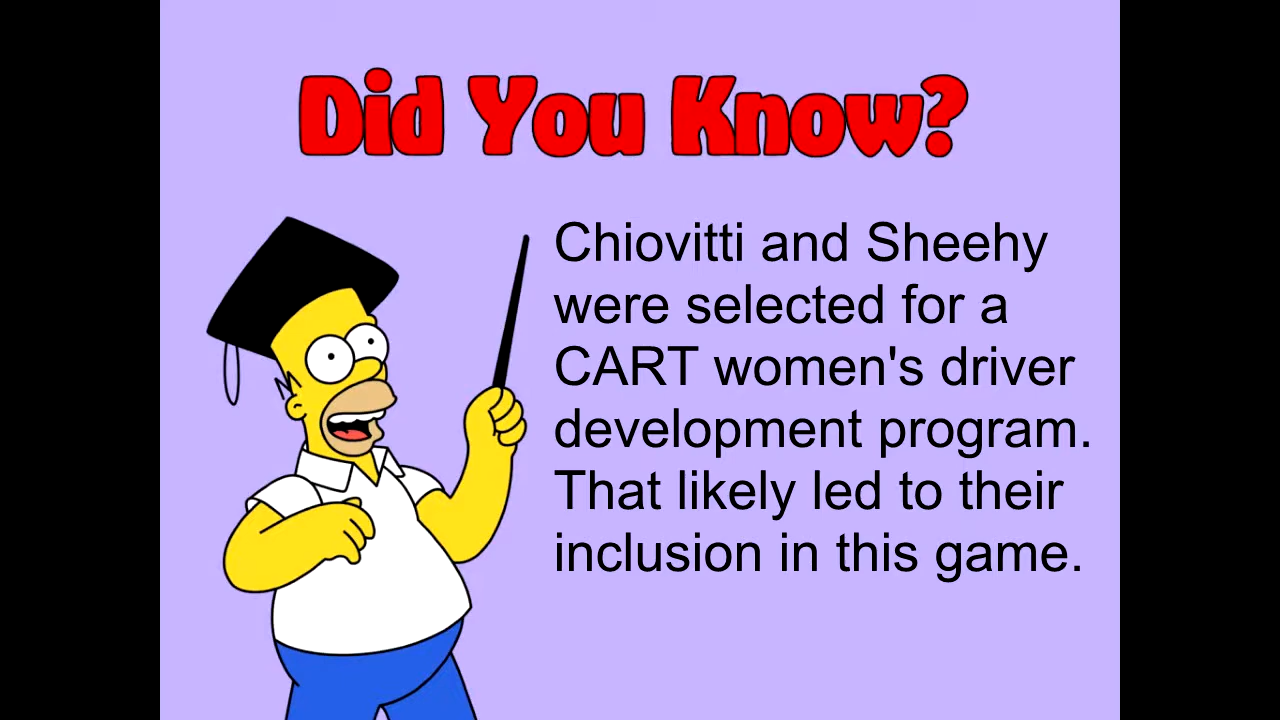 Did You Know?
Chiovitti and Sheehy
were selected for a
CART women's driver
development program.
That likely led to their
inclusion in this game.